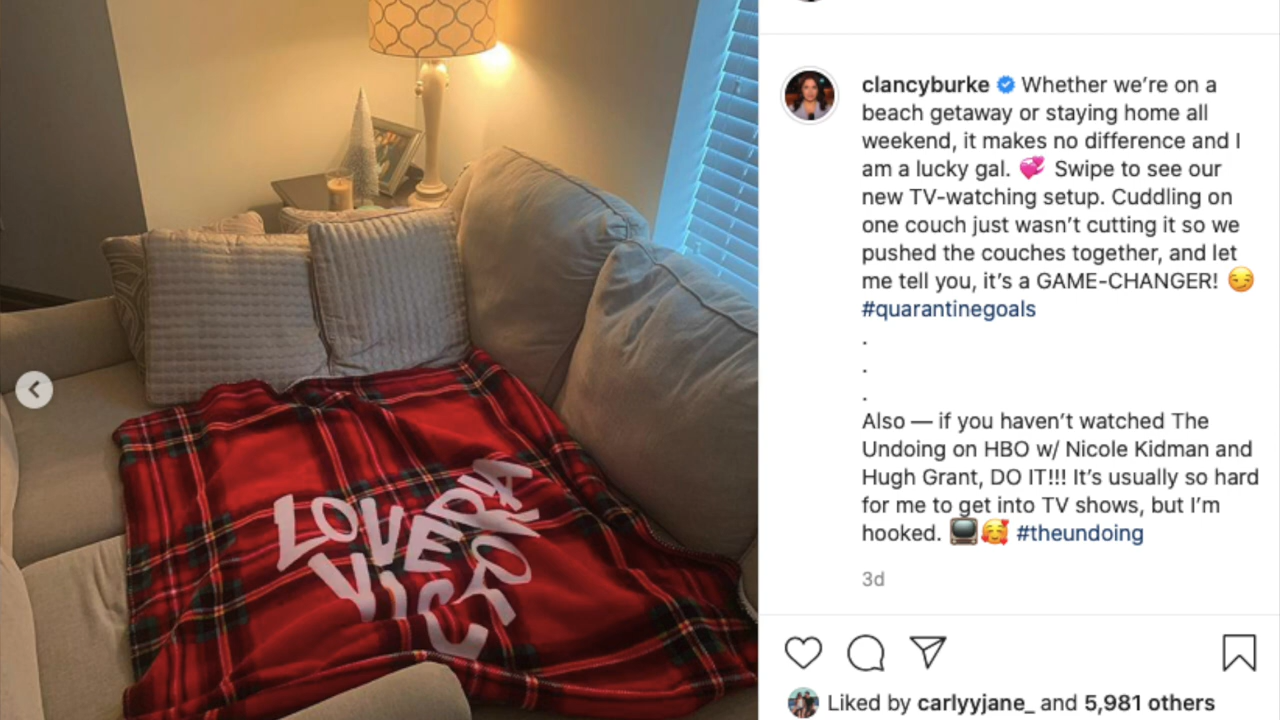 LOVE PINK
VICTORIA
clancyburke Whether we’re on a
beach getaway or staying home all
weekend, it makes no difference and I
am a lucky gal. 💞 Swipe to see our
new TV-watching setup. Cuddling on
one couch just wasn’t cutting it so we
pushed the couches together, and let
me tell you, it’s a GAME-CHANGER! 😏
#quarantinegoals
.
.
.
Also — if you haven’t watched The
Undoing on HBO w/ Nicole Kidman and
Hugh Grant, DO IT!!! It’s usually so hard
for me to get into TV shows, but I’m
hooked. 📺🥰 #theundoing
3d
Liked by carlyyjane_ and 5,981 others